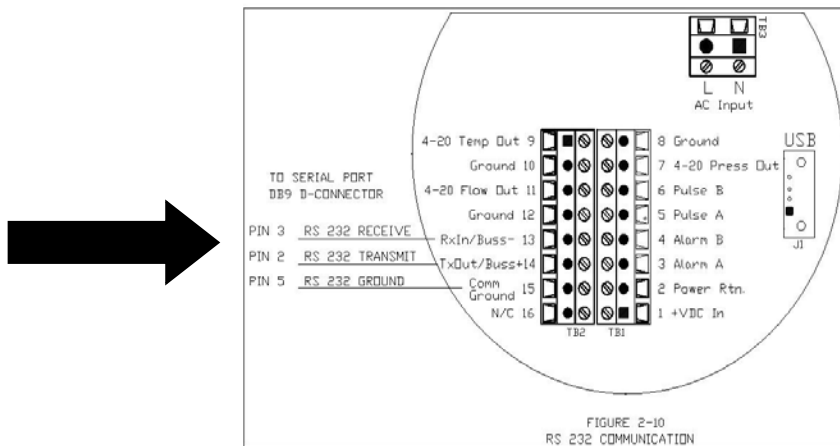 TB3
L N
AC Input
4-20 Temp Out 9
8 Ground
USB
Ground 10
7 4-20 Press Out
TO SERIAL PORT
DB9 D-CONNECTOR
4-20 Flow Out 11
6 Pulse B
Ground 12
5 Pulse A
PIN 3 RS 232 RECEIVE
RxIn/Buss- 13
4 Alarm B
J1
PIN 2 RS 232 TRANSMIT
TxOut/Buss+14
3 Alarm A
PIN 5 RS 232 GROUND
Comm
Ground 15
2 Power Rtn.
N/C 16
1 +VDC In
TB2 TB1
FIGURE 2-10
RS 232 COMMUNICATION